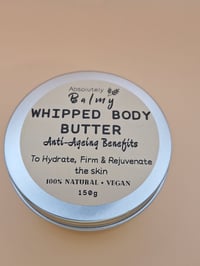 Absolutely
Balmy
WHIPPED BODY
BUTTER
Anti-Ageing Benefits
To Hydrate, Firm & Rejuvenate
the skin
100% NATURAL • VEGAN
150g